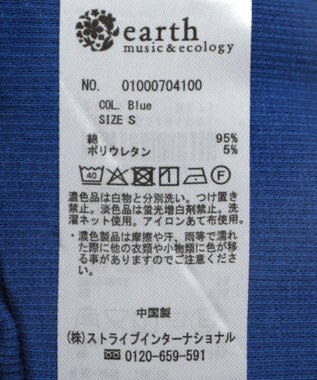 earth
music&ecology
NO. 01000704100
COL. Blue
SIZE S
綿 95%
ポリウレタン 5%
40 F
濃色品は白物と分別洗い。つけ置き
禁止。淡色品は蛍光増白剤禁止。洗
濯ネット使用。アイロンあて布使用。
・濃色製品は摩擦や汗、雨等で濡れ
た際に他の衣類や小物類に色が移
る事がありますのでご注意下さい。
中国製
(株)ストライプインターナショナル
0120-659-591